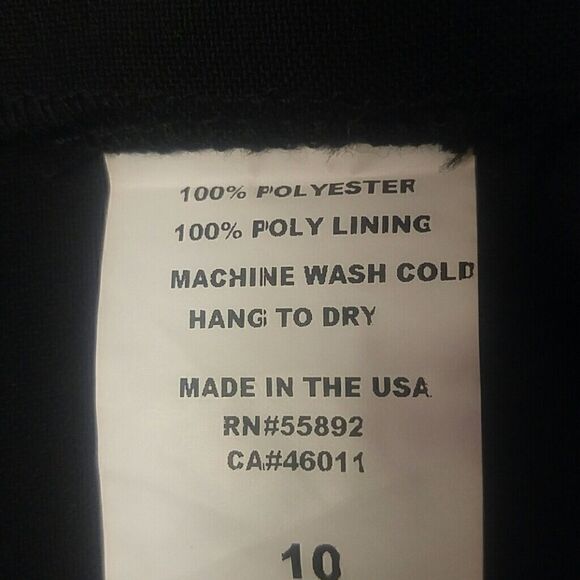 100% POLYESTER
100% POLY LINING
MACHINE WASH COLD
HANG TO DRY
MADE IN THE USA
RN#55892
CA#46011
10